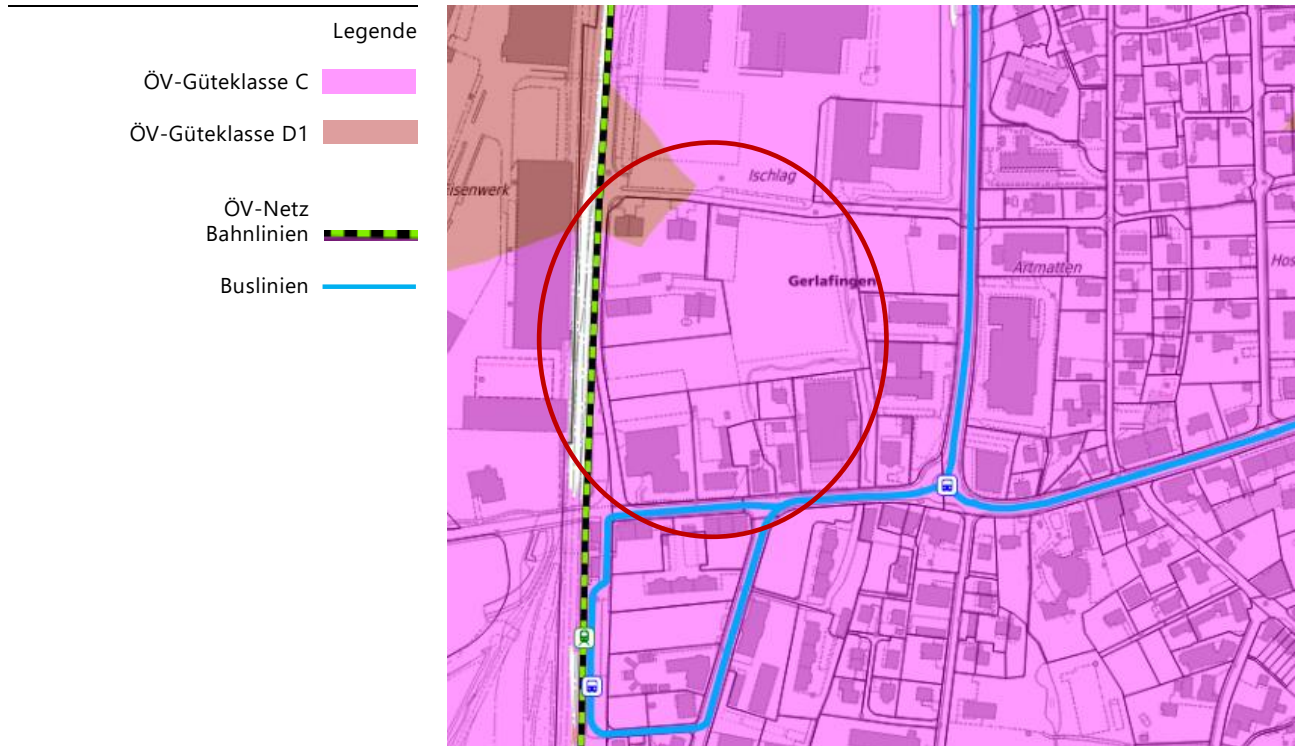 Legende
ÖV-Güteklasse C
ÖV-Güteklasse D1
ÖV-Netz
Bahnlinien
Buslinien
Ischlag
isenwerk
Artmatten
Hos
Gerlafingen